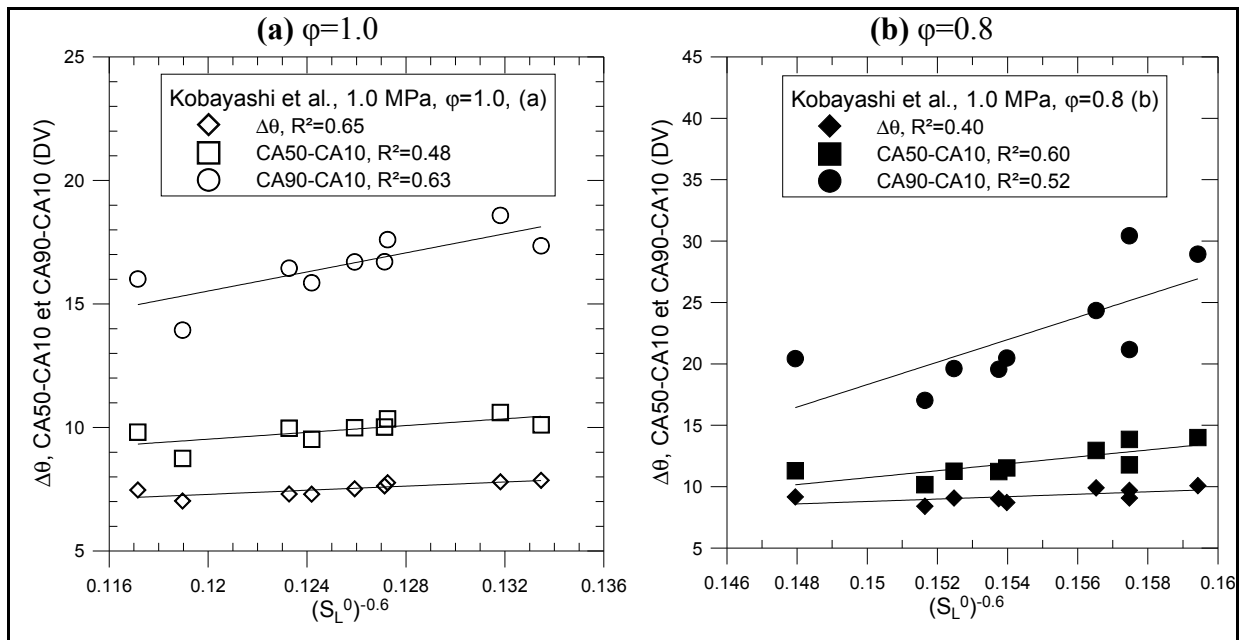 (a) φ=1.0
Kobayashi et al., 1.0 MPa, φ=1.0, (a)
Δθ, R²=0.65
CA50-CA10, R²=0.48
CA90-CA10, R²=0.63
25
20
15
10
5
Δθ, CA50-CA10 et CA90-CA10 (DV)
0.116 0.12 0.124 0.128 0.132 0.136
(S_L^0)^-0.6
(b) φ=0.8
Kobayashi et al., 1.0 MPa, φ=0.8 (b)
Δθ, R²=0.40
CA50-CA10, R²=0.60
CA90-CA10, R²=0.52
45
40
35
30
25
20
15
10
5
Δθ, CA50-CA10 et CA90-CA10 (DV)
0.146 0.148 0.15 0.152 0.154 0.156 0.158 0.16
(S_L^0)^-0.6